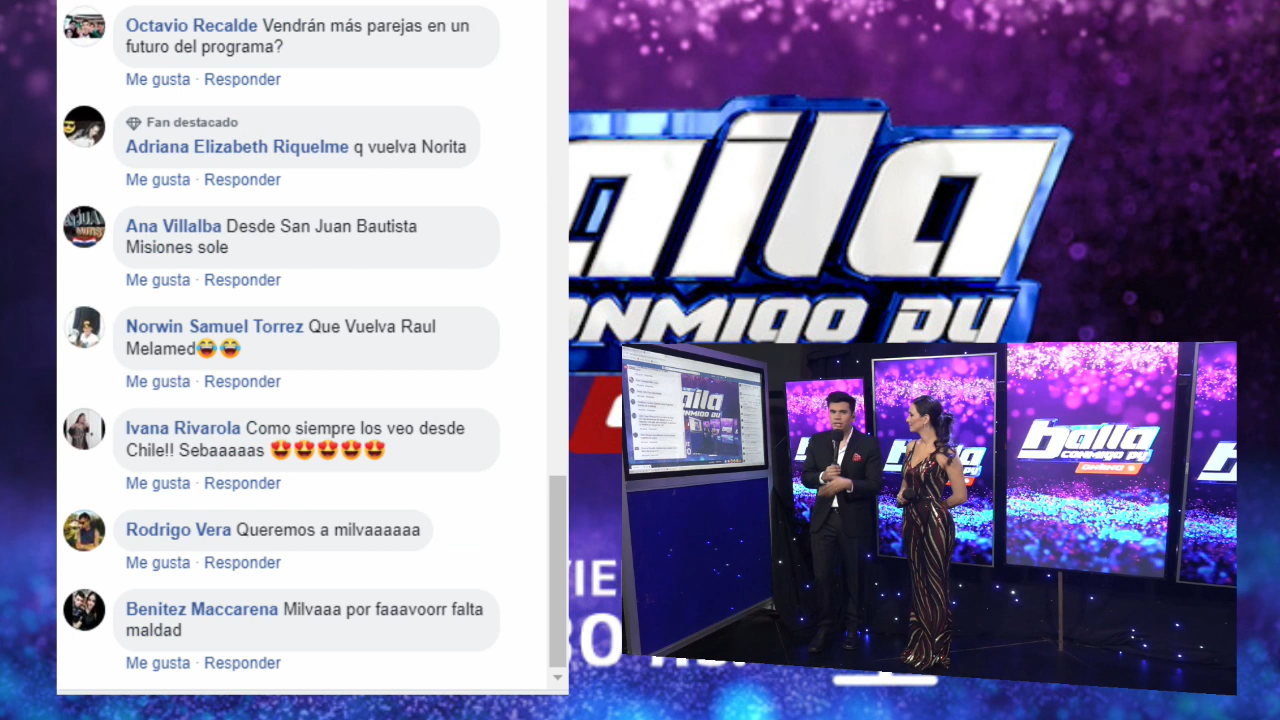 Octavio Recalde Vendrán más parejas en un
futuro del programa?
Me gusta · Responder
Fan destacado
Adriana Elizabeth Riquelme q vuelva Norita
Me gusta · Responder
Ana Villalba Desde San Juan Bautista
Misiones sole
Me gusta · Responder
Norwin Samuel Torrez Que Vuelva Raul
Melamed😂😂
Me gusta · Responder
Ivana Rivarola Como siempre los veo desde
Chile!! Sebaaaaas 😍😍😍😍😍
Me gusta · Responder
Rodrigo Vera Queremos a milvaaaaaa
Me gusta · Responder
Benitez Maccarena Milvaaa por faaavoorr falta
maldad
Me gusta · Responder
aila
ONMIGO PY
baila
CONMIGO PY
ONLINE